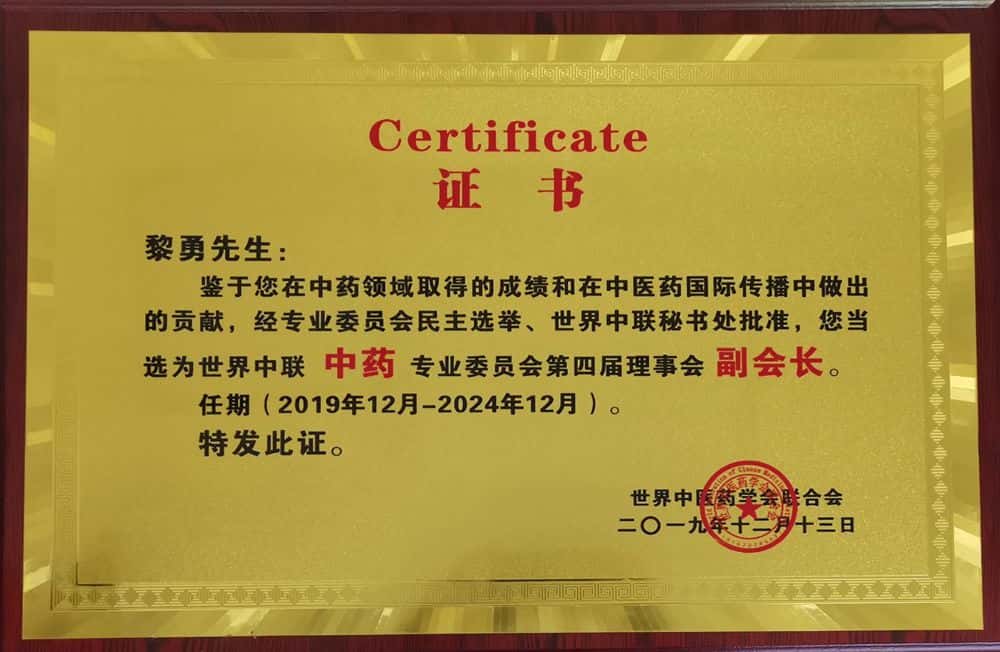 Certificate
证 书
黎勇先生：
鉴于您在中药领域取得的成绩和在中医药国际传播中做出
的贡献，经专业委员会民主选举、世界中联秘书处批准，您当
选为世界中联 中药 专业委员会第四届理事会 副会长。
任期（2019年12月-2024年12月）。
特发此证。
世界中医药学会联合会
二〇一九年十二月十三日